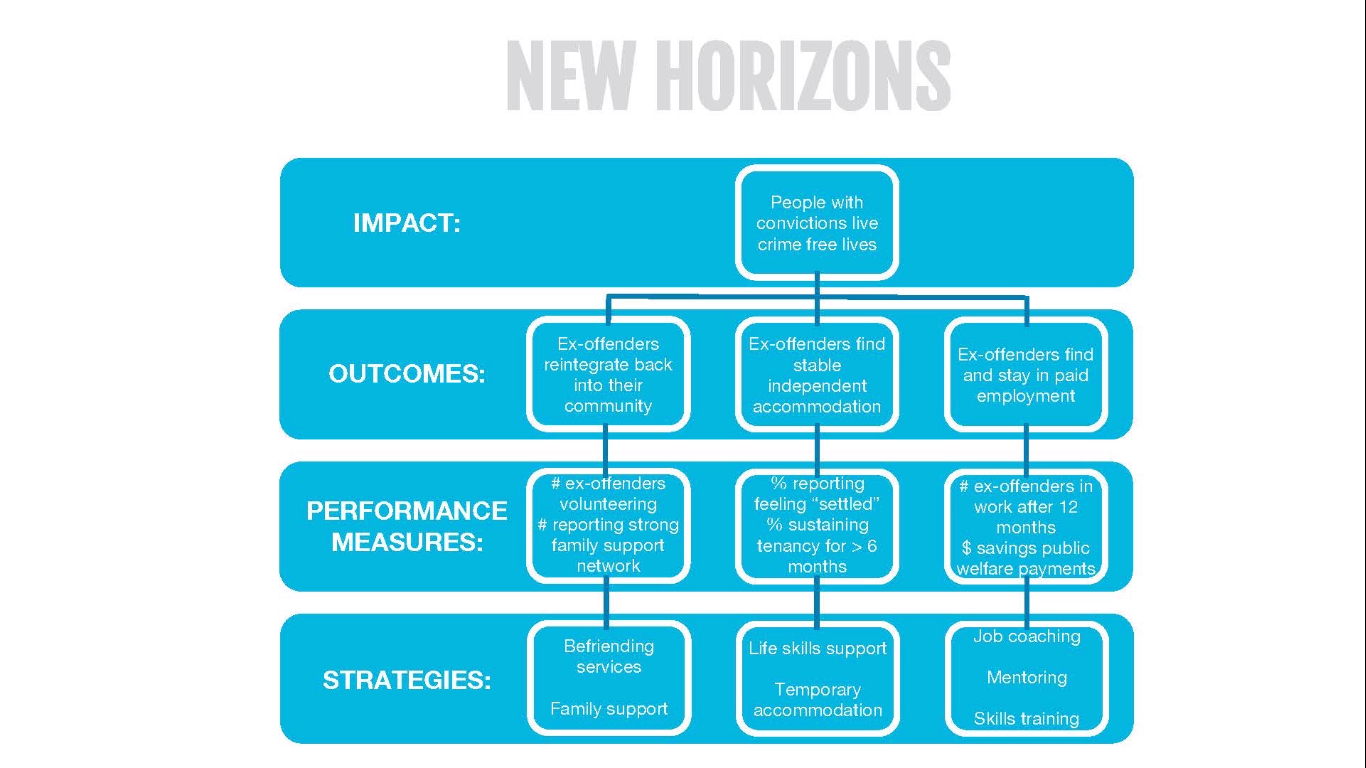 NEW HORIZONS
IMPACT:
People with
convictions live
crime free lives
OUTCOMES:
Ex-offenders
reintegrate back
into their
community
Ex-offenders find
stable
independent
accommodation
Ex-offenders find
and stay in paid
employment
PERFORMANCE
MEASURES:
# ex-offenders
volunteering
# reporting strong
family support
network
% reporting
feeling “settled”
% sustaining
tenancy for > 6
months
# ex-offenders in
work after 12
months
$ savings public
welfare payments
STRATEGIES:
Befriending
services
Family support
Life skills support
Temporary
accommodation
Job coaching
Mentoring
Skills training